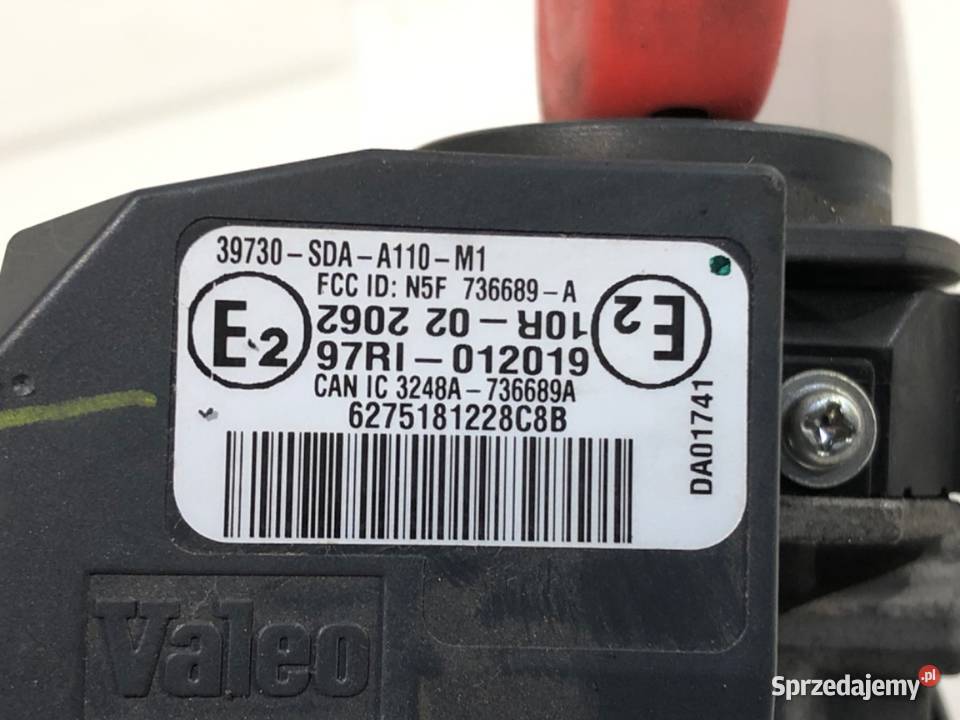 39730-SDA-A110-M1
FCC ID: N5F 736689-A
E2
10R-02 2062
E2
97RI-012019
CAN IC 3248A-736689A
6275181228C8B
DA01741
Valeo
Sprzedajemy.pl